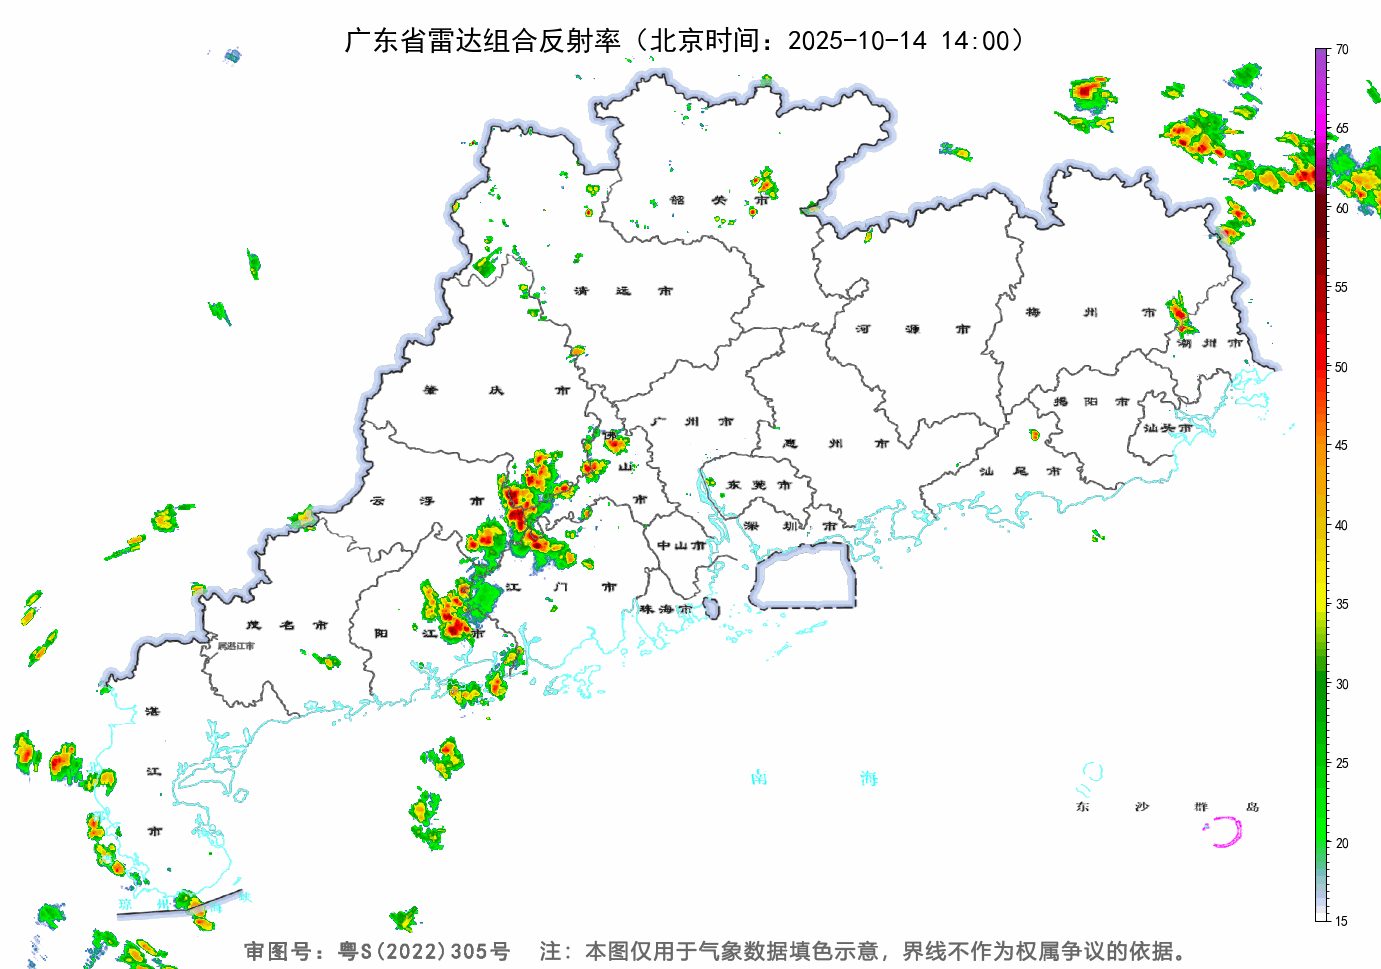 广东省雷达组合反射率（北京时间：2025-10-14 14:00）
70
65
60
55
50
45
40
35
30
25
20
15
韶关市
清远市
河源市
梅州市
潮州市
肇庆市
广州市
惠州市
揭阳市
汕头市
佛山市
云浮市
东莞市
汕尾市
深圳市
中山市
江门市
珠海市
茂名市
阳江市
属湛江市
湛江市
南海
东沙群岛
琼州海峡
审图号：粤S(2022)305号 注：本图仅用于气象数据填色示意，界线不作为权属争议的依据。